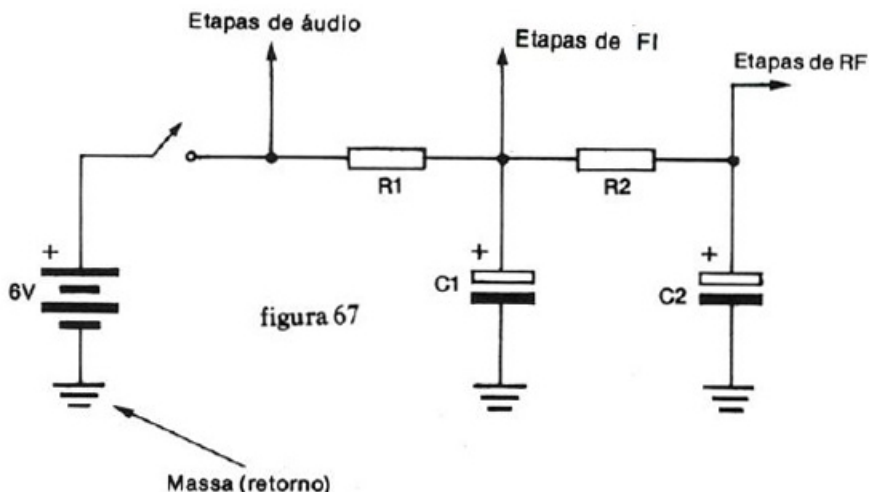 Etapas de áudio
Etapas de FI
Etapas de RF
R1
R2
+
6V
+
C1
+
C2
figura 67
Massa (retorno)